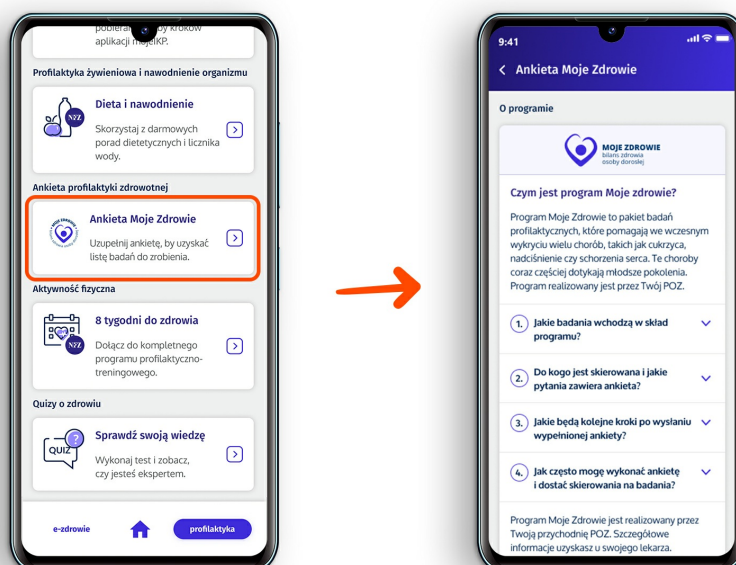 aplikacji mojeIKP.
Profilaktyka żywieniowa i nawodnienie organizmu
NFZ
Dieta i nawodnienie
Skorzystaj z darmowych
porad dietetycznych i licznika
wody.
Ankieta profilaktyki zdrowotnej
MOJE ZDROWIE
Ankieta Moje Zdrowie
Uzupełnij ankietę, by uzyskać
listę badań do zrobienia.
Aktywność fizyczna
NFZ
8 tygodni do zdrowia
Dołącz do kompletnego
programu profilaktyczno-
treningowego.
Quizy o zdrowiu
QUIZ ?
Sprawdź swoją wiedzę
Wykonaj test i zobacz,
czy jesteś ekspertem.
e-zdrowie
profilaktyka
9:41
Ankieta Moje Zdrowie
O programie
MOJE ZDROWIE
bilans zdrowia
osoby dorosłej
Czym jest program Moje zdrowie?
Program Moje Zdrowie to pakiet badań
profilaktycznych, które pomagają we wczesnym
wykryciu wielu chorób, takich jak cukrzyca,
nadciśnienie czy schorzenia serca. Te choroby
coraz częściej dotykają młodsze pokolenia.
Program realizowany jest przez Twój POZ.
1. Jakie badania wchodzą w skład
programu?
2. Do kogo jest skierowana i jakie
pytania zawiera ankieta?
3. Jakie będą kolejne kroki po wysłaniu
wypełnionej ankiety?
4. Jak często mogę wykonać ankietę
i dostać skierowania na badania?
Program Moje Zdrowie jest realizowany przez
Twoją przychodnię POZ. Szczegółowe
informacje uzyskasz u swojego lekarza.